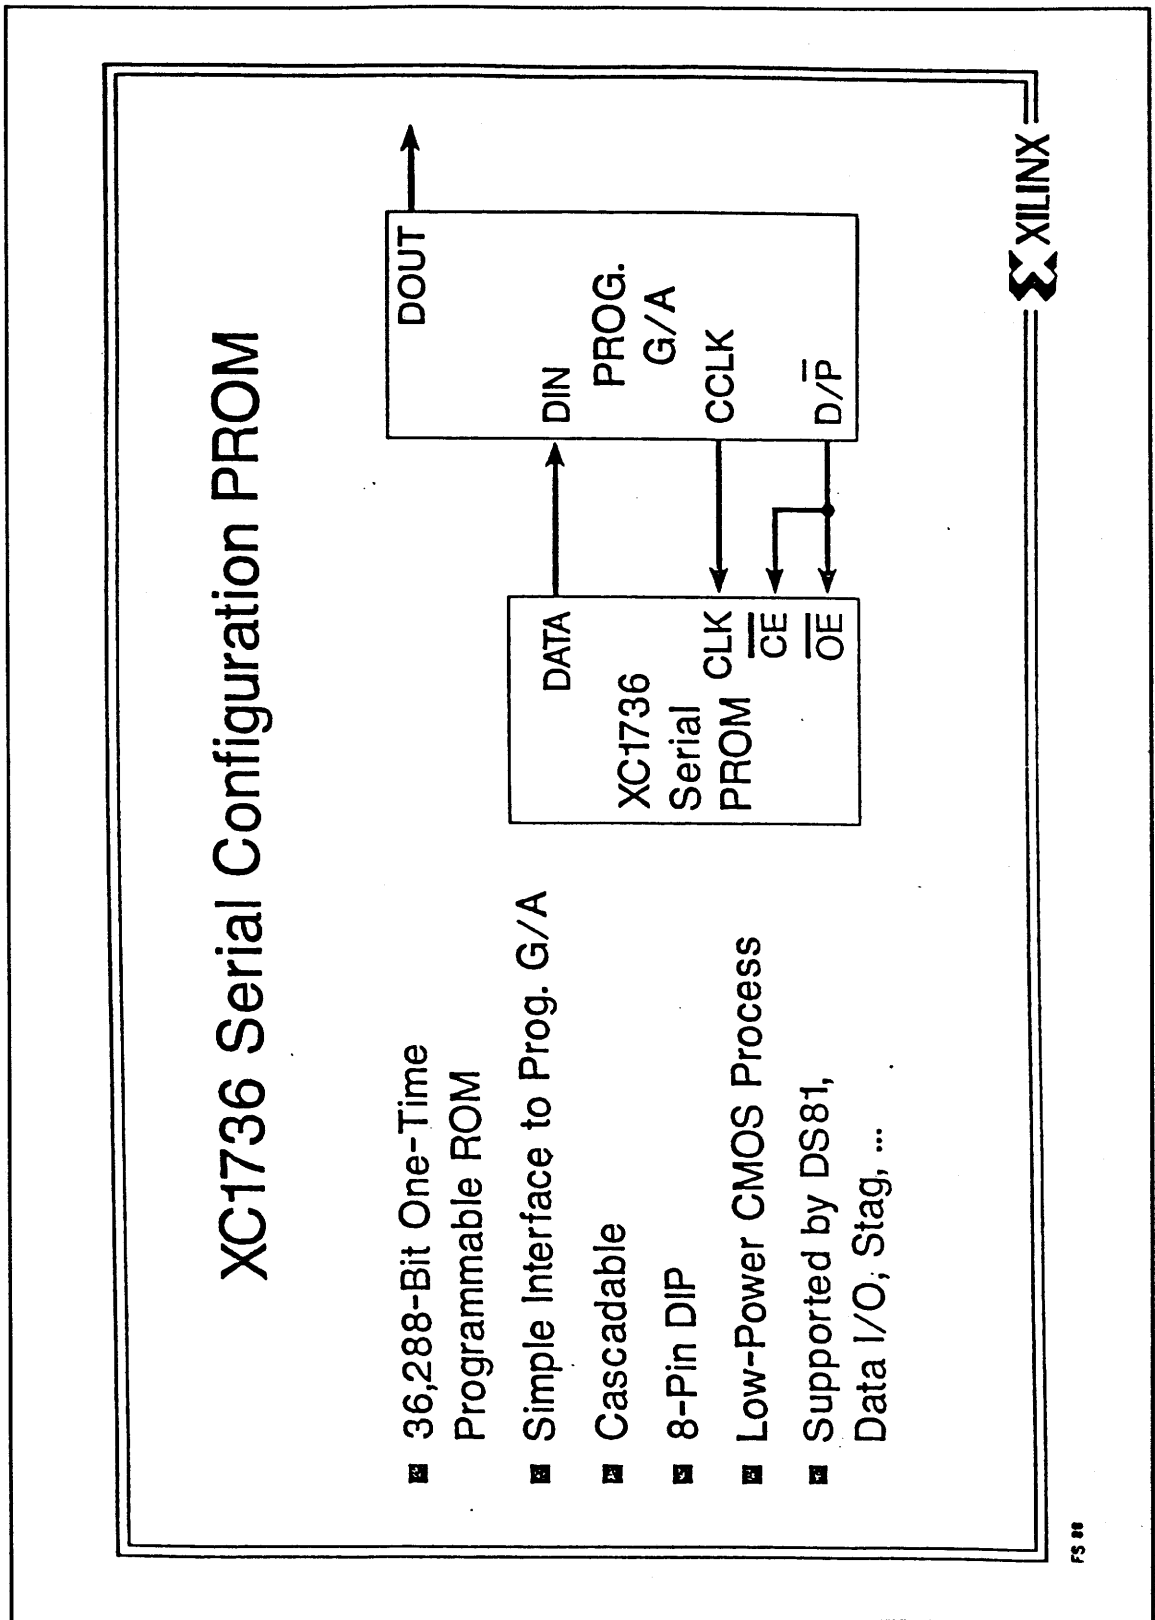 XC1736 Serial Configuration PROM
■ 36,288-Bit One-Time
Programmable ROM
■ Simple Interface to Prog. G/A
■ Cascadable
■ 8-Pin DIP
■ Low-Power CMOS Process
■ Supported by DS81,
Data I/O, Stag, ...
DATA
XC1736
Serial
PROM
CLK
C̅E̅
O̅E̅
DOUT
DIN
PROG.
G/A
CCLK
D/P̅
XILINX
FS 88